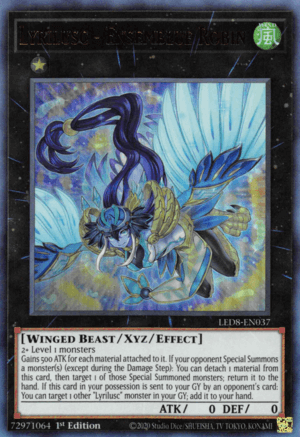 Lyrilusc - Ensemblue Robin
風
LED8-EN037
[Winged Beast/Xyz/Effect]
2+ Level 1 monsters
Gains 500 ATK for each material attached to it. If your opponent Special Summons
a monster(s) (except during the Damage Step): You can detach 1 material from
this card, then target 1 of those Special Summoned monsters; return it to the
hand. If this card in your possession is sent to your GY by an opponent's card:
You can target 1 other "Lyrilusc" monster in your GY; add it to your hand.
ATK/ 0 DEF/ 0
72971064 1st Edition ©2020 Studio Dice/SHUEISHA, TV TOKYO, KONAMI